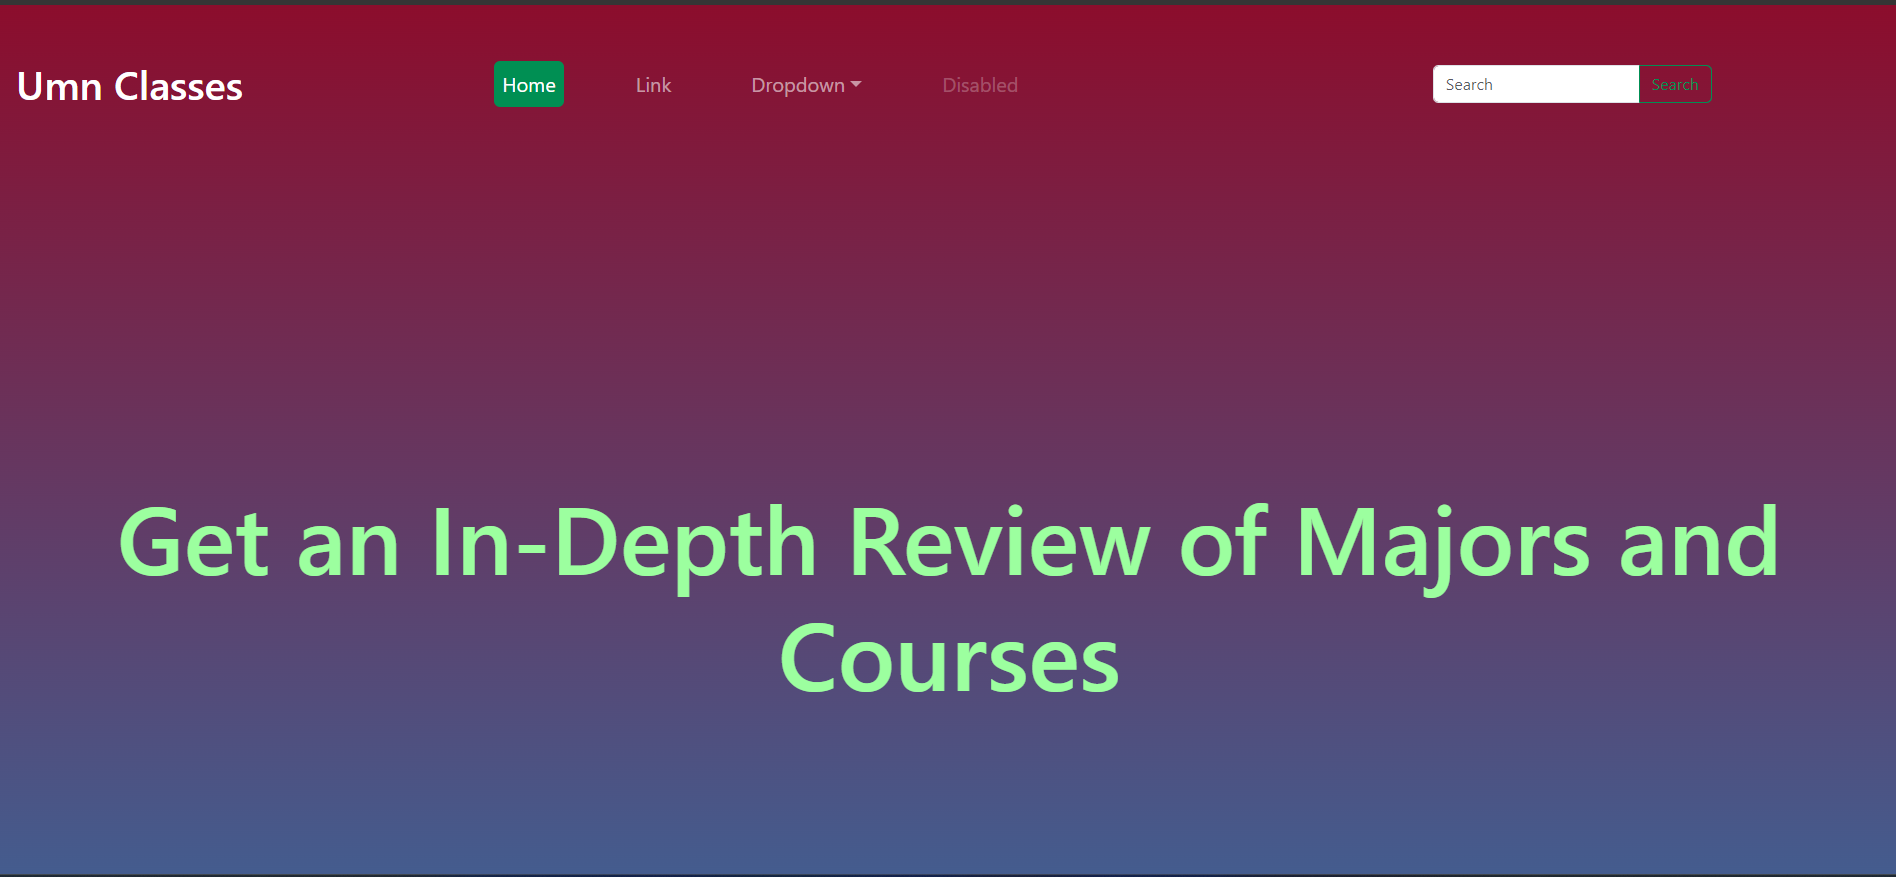 Umn Classes Home Link Dropdown Disabled Search Search
Get an In-Depth Review of Majors and
Courses